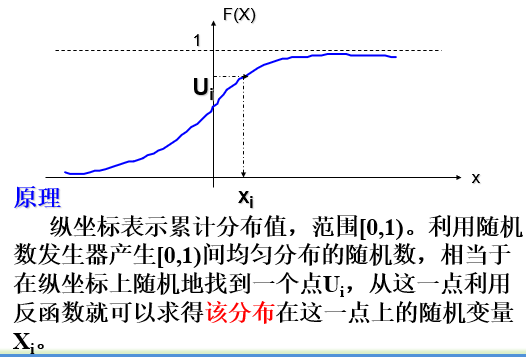 F(X)
1
Ui
x
xi
原理
纵坐标表示累计分布值，范围[0,1)。利用随机
数发生器产生[0,1)间均匀分布的随机数，相当于
在纵坐标上随机地找到一个点Ui，从这一点利用
反函数就可以求得该分布在这一点上的随机变量
Xi。